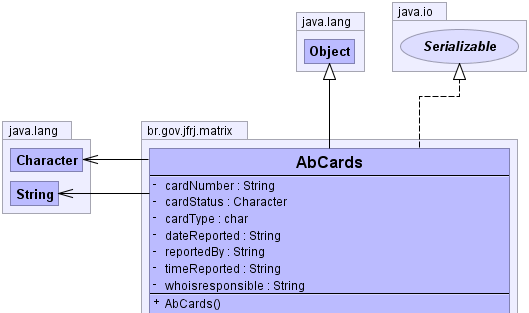 java.lang
Object
java.io
Serializable
java.lang
Character
String
br.gov.jfrj.matrix
AbCards
- cardNumber : String
- cardStatus : Character
- cardType : char
- dateReported : String
- reportedBy : String
- timeReported : String
- whoisresponsible : String
+ AbCards()